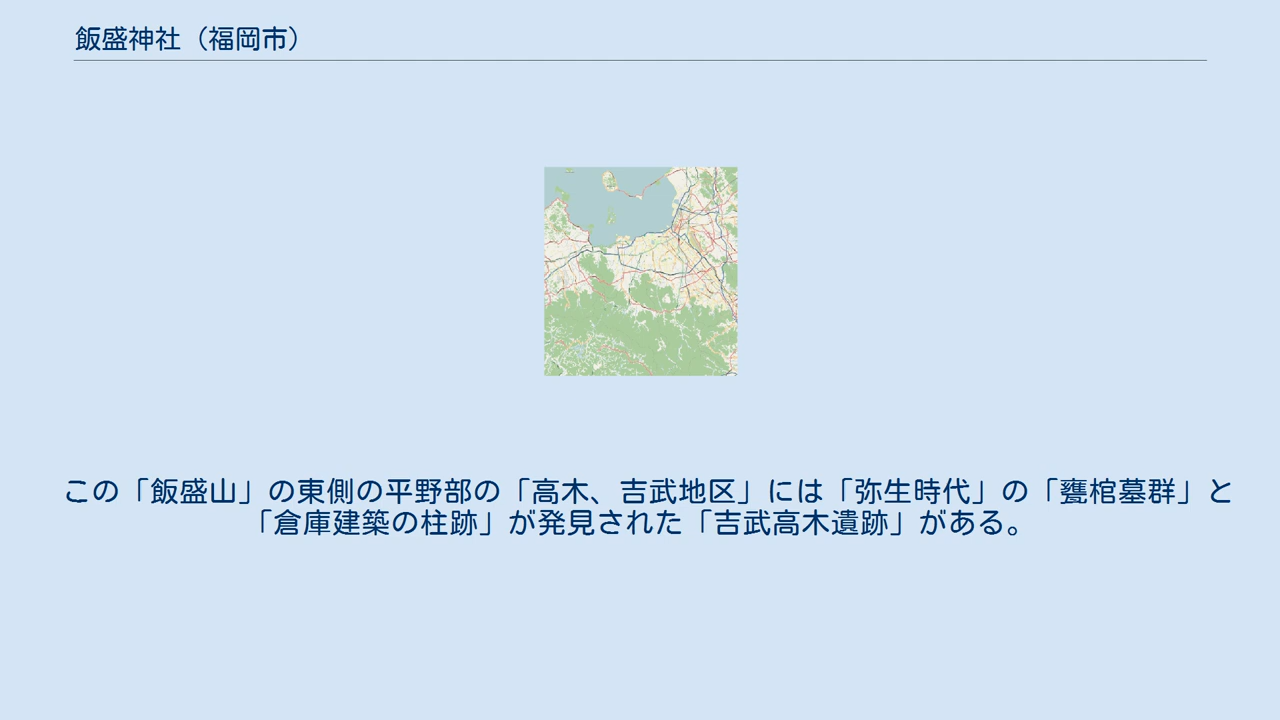 飯盛神社（福岡市）
この「飯盛山」の東側の平野部の「高木、吉武地区」には「弥生時代」の「甕棺墓群」と
「倉庫建築の柱跡」が発見された「吉武高木遺跡」がある。